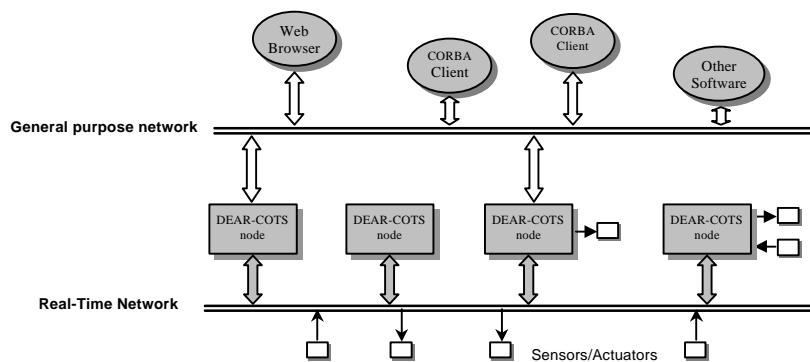 Web
Browser
CORBA
Client
CORBA
Client
Other
Software
General purpose network
DEAR-COTS
node
DEAR-COTS
node
DEAR-COTS
node
DEAR-COTS
node
Real-Time Network
Sensors/Actuators